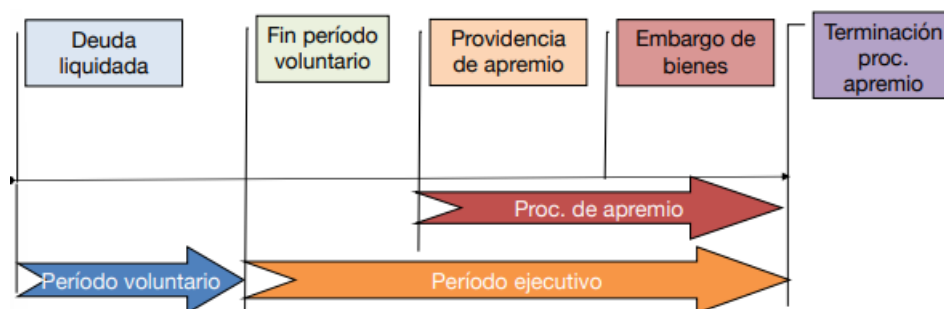 Deuda
liquidada
Fin período
voluntario
Providencia
de apremio
Embargo de
bienes
Terminación
proc.
apremio
Proc. de apremio
Período voluntario
Período ejecutivo